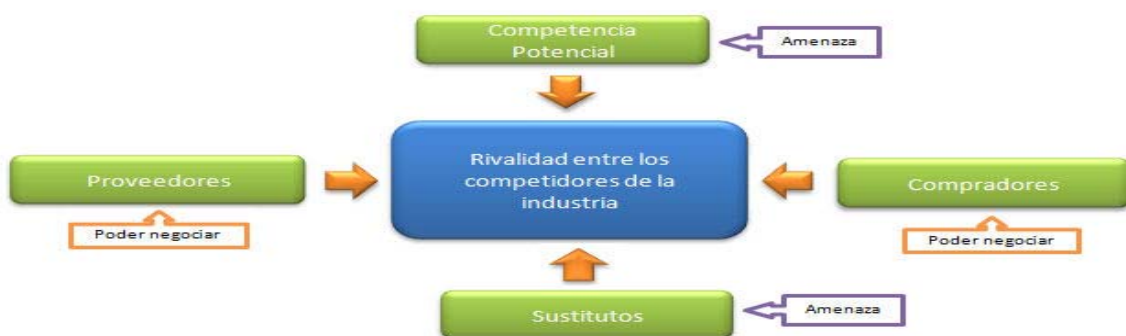 Competencia
Potencial
Amenaza
Rivalidad entre los
competidores de la
industria
Proveedores
Poder negociar
Compradores
Poder negociar
Sustitutos
Amenaza